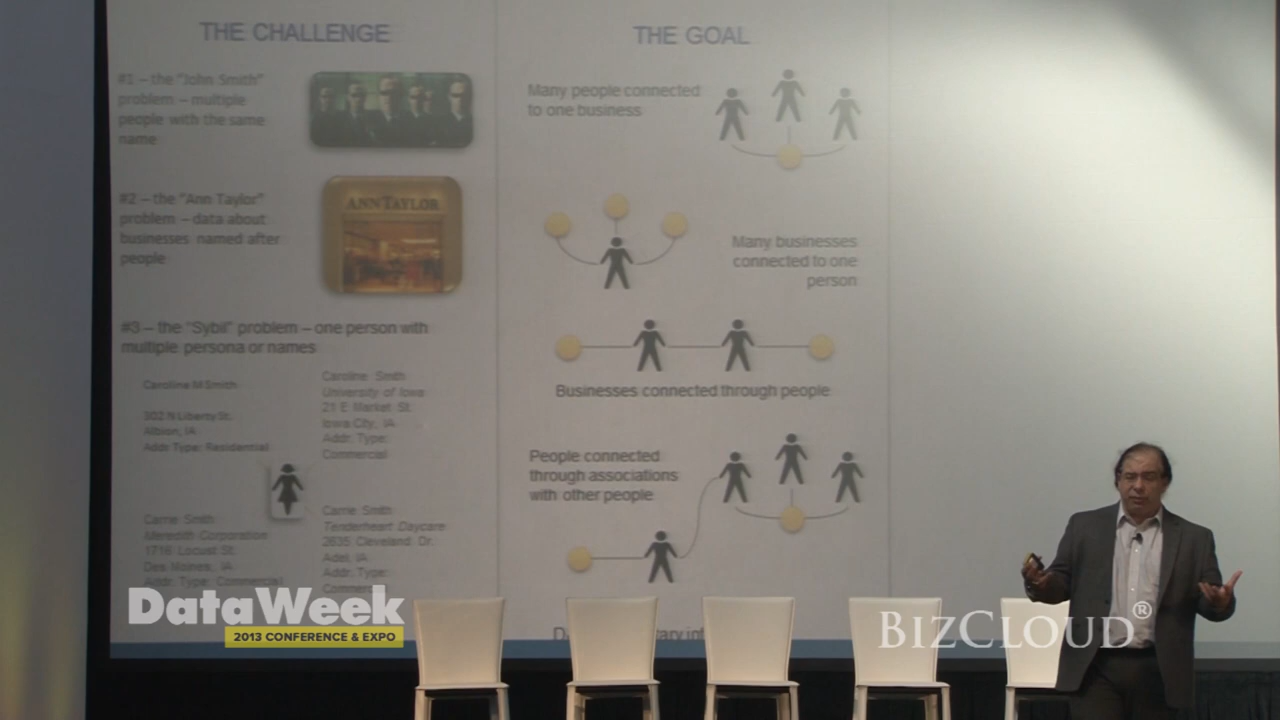 THE CHALLENGE
#1 – the "John Smith"
problem – multiple
people with the same
name
#2 – the "Ann Taylor"
problem – data about
businesses named after
people
ANN TAYLOR
#3 – the "Sybil" problem – one person with
multiple persona or names
Caroline M Smith
302 N Liberty St.
Albion, IA
Addr Type: Residential
Caroline Smith
University of Iowa
21 E Market St
Iowa City, IA
Addr. Type:
Commercial
Carrie Smith
Meredith Corporation
1716 Locust St.
Des Moines, IA
Addr. Type: Commercial
Carrie Smith
Tenderheart Daycare
2635 Cleveland Dr.
Adel, IA
Addr. Type:
THE GOAL
Many people connected
to one business
Many businesses
connected to one
person
Businesses connected through people
People connected
through associations
with other people
DataWeek
2013 CONFERENCE & EXPO
BIZCLOUD®